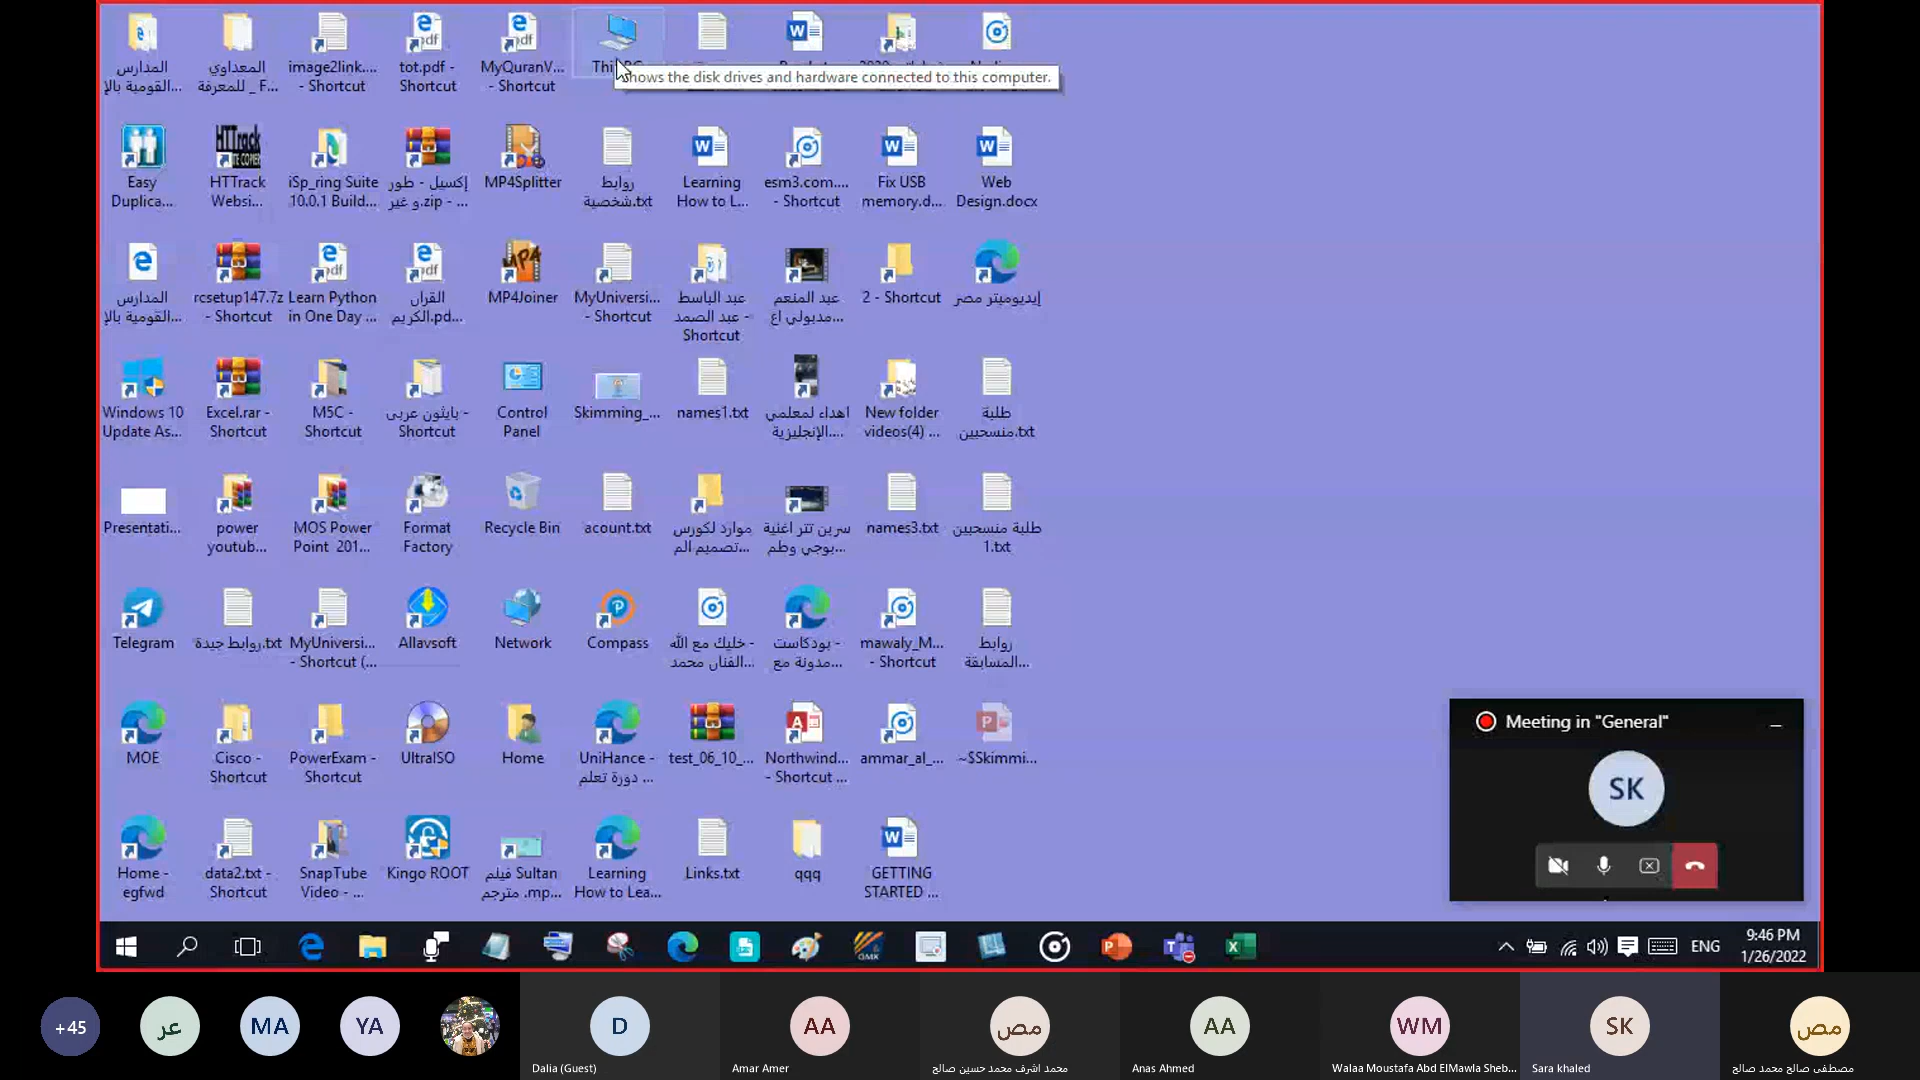 المدارس
القومية بالإ...
المعداوي
للمعرفة _ F...
image2link....
- Shortcut
tot.pdf -
Shortcut
MyQuranV...
- Shortcut
Shows the disk drives and hardware connected to this computer.
Easy
Duplica...
HTTrack
Websi...
iSp_ring Suite
10.0.1 Build...
إكسيل - طور
و غير.zip - ...
MP4Splitter
روابط
شخصية.txt
Learning
How to L...
esm3.com....
- Shortcut
Fix USB
memory.d...
Web
Design.docx
المدارس
القومية بالإ...
rcsetup147.7z
- Shortcut
Learn Python
in One Day ...
القران
الكريم.pd...
MP4Joiner
MyUniversi...
- Shortcut
عبد الباسط
عبد الصمد -
Shortcut
عبد المنعم
مدبولي اغ...
2 - Shortcut
إيديوميتر مصر
Windows 10
Update As...
Excel.rar -
Shortcut
M5C -
Shortcut
بايثون عربى -
Shortcut
Control
Panel
Skimming_...
names1.txt
اهداء لمعلمي
الإنجليزية....
New folder
videos(4) ...
طلبة
منسحبين.txt
Presentati...
power
youtub...
MOS Power
Point 201...
Format
Factory
Recycle Bin
acount.txt
موارد لكورس
تصميم الم...
سرين تتر اغنية
بوجي وطم...
names3.txt
طلبة منسحبين
1.txt
Telegram
روابط جيدة.txt
MyUniversi...
- Shortcut (...
Allavsoft
Network
Compass
خليك مع الله -
الفنان محمد...
بودكاست -
مدونة مع...
mawaly_M...
- Shortcut
روابط
المسابقة...
MOE
Cisco -
Shortcut
PowerExam -
Shortcut
UltraISO
Home
UniHance -
دورة تعلم ...
test_06_10_...
Northwind...
- Shortcut ...
ammar_al_...
~$Skimmi...
Home -
egfwd
data2.txt -
Shortcut
SnapTube
Video - ...
Kingo ROOT
فيلم Sultan
مترجم .mp...
Learning
How to Lea...
Links.txt
qqq
GETTING
STARTED ...
Meeting in "General"
SK
ENG
9:46 PM
1/26/2022
+45
عر
MA
YA
D
AA
مص
AA
WM
SK
مص
Dalia (Guest)
Amar Amer
محمد اشرف محمد حسين صالح
Anas Ahmed
Walaa Moustafa Abd ElMawla Sheb...
Sara khaled
مصطفى صالح محمد صالح